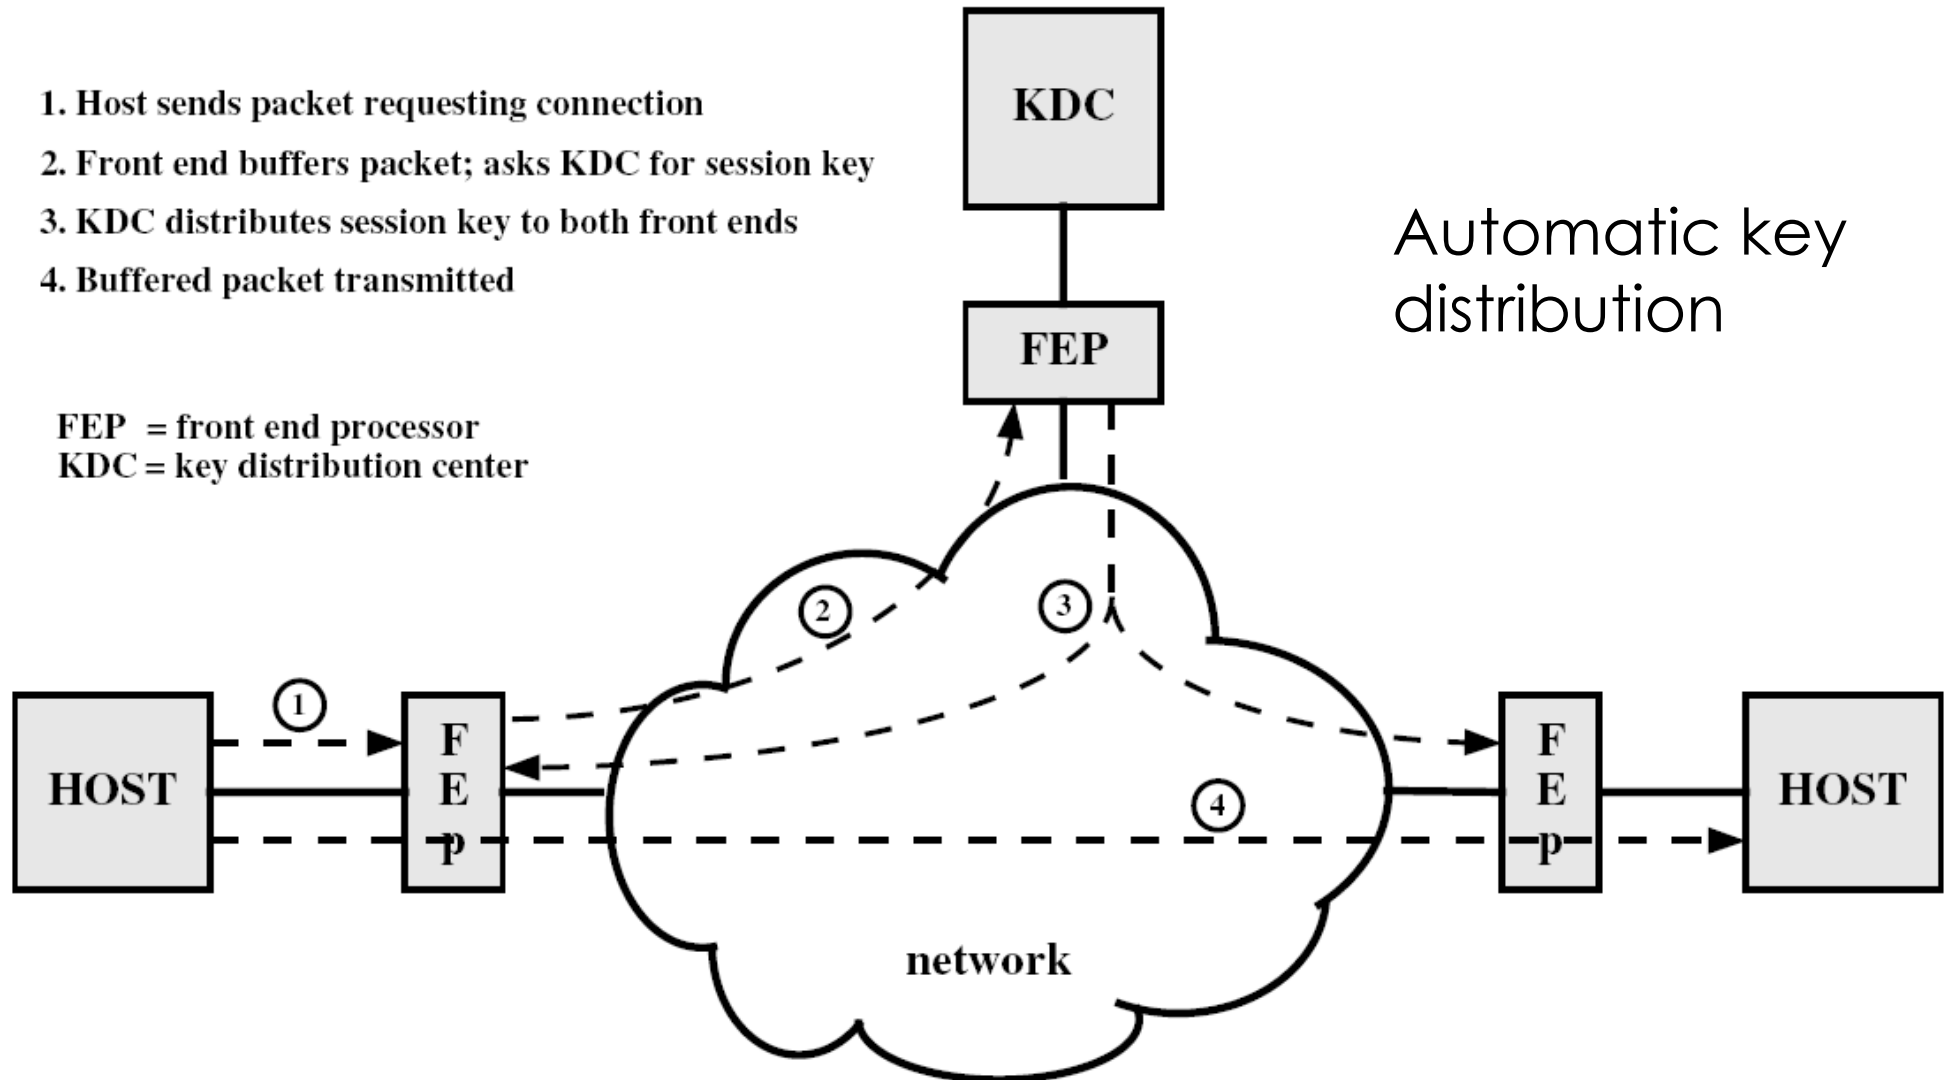 1. Host sends packet requesting connection
2. Front end buffers packet; asks KDC for session key
3. KDC distributes session key to both front ends
4. Buffered packet transmitted
FEP = front end processor
KDC = key distribution center
KDC
Automatic key
distribution
FEP
2
3
1
HOST
F
E
p
4
F
E
p
HOST
network